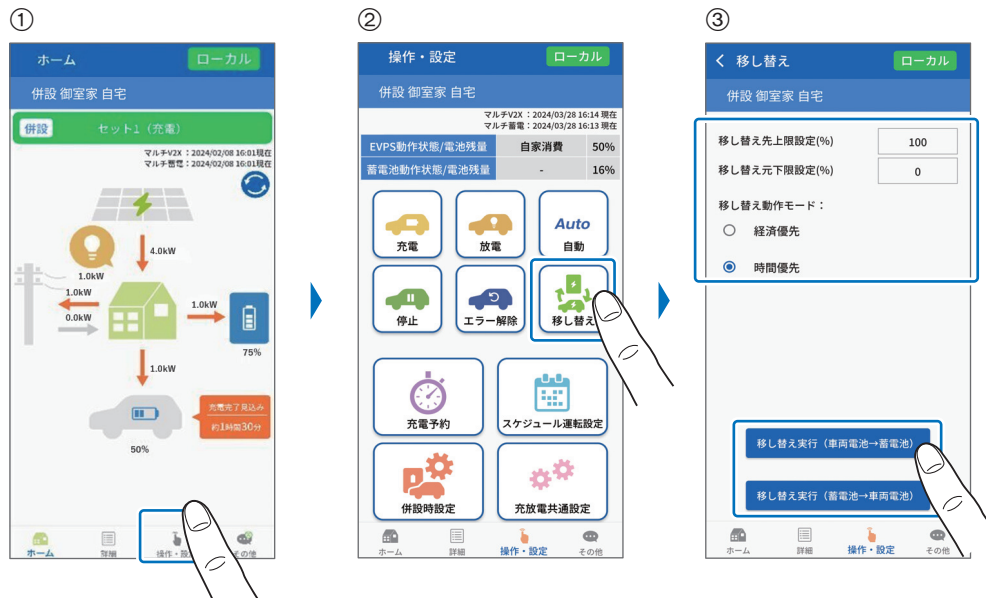 ①
ホーム
ローカル
併設 御室家 自宅
併設
セット1（充電）
マルチV2X：2024/02/08 16:01現在
マルチ蓄電：2024/02/08 16:01現在
4.0kW
1.0kW
1.0kW
0.0kW
1.0kW
75%
1.0kW
充電完了見込み
約1時間30分
50%
ホーム
詳細
操作・設
その他
②
操作・設定
ローカル
併設 御室家 自宅
マルチV2X：2024/03/28 16:14 現在
マルチ蓄電：2024/03/28 16:13 現在
EVPS動作状態/電池残量 自家消費 50%
蓄電池動作状態/電池残量 - 16%
Auto
充電 放電 自動
停止 エラー解除 移し替え
充電予約 スケジュール運転設定
併設時設定 充放電共通設定
ホーム 詳細 操作・設定 その他
③
移し替え
ローカル
併設 御室家 自宅
移し替え先上限設定(%) 100
移し替え元下限設定(%) 0
移し替え動作モード：
経済優先
時間優先
移し替え実行（車両電池→蓄電池）
移し替え実行（蓄電池→車両電池）
ホーム 詳細 操作・設定 その他